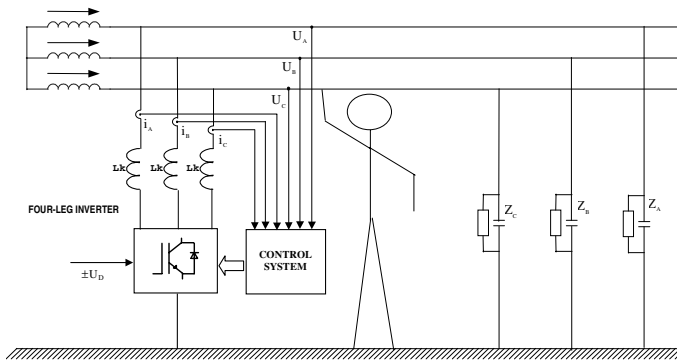 U_A
U_B
U_C
i_A
i_B
i_C
Lk
Lk
Lk
FOUR-LEG INVERTER
±U_D
CONTROL
SYSTEM
Z_C
Z_B
Z_A